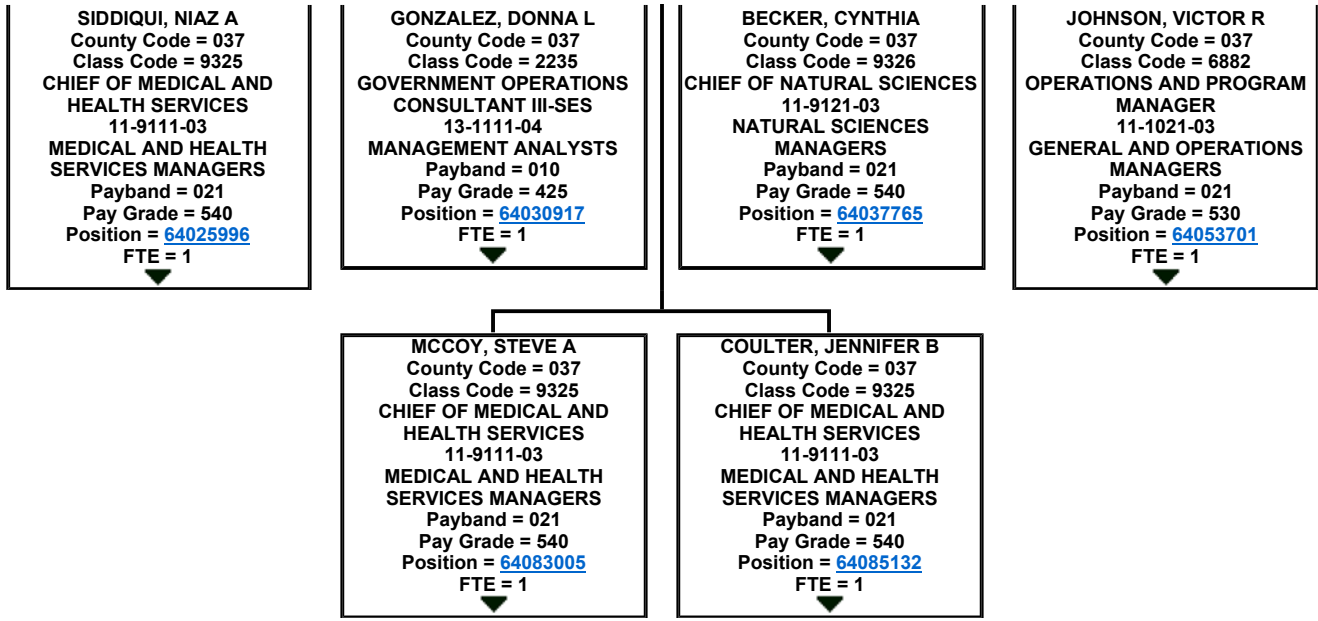 SIDDIQUI, NIAZ A
County Code = 037
Class Code = 9325
CHIEF OF MEDICAL AND
HEALTH SERVICES
11-9111-03
MEDICAL AND HEALTH
SERVICES MANAGERS
Payband = 021
Pay Grade = 540
Position = 64025996
FTE = 1
GONZALEZ, DONNA L
County Code = 037
Class Code = 2235
GOVERNMENT OPERATIONS
CONSULTANT III-SES
13-1111-04
MANAGEMENT ANALYSTS
Payband = 010
Pay Grade = 425
Position = 64030917
FTE = 1
BECKER, CYNTHIA
County Code = 037
Class Code = 9326
CHIEF OF NATURAL SCIENCES
11-9121-03
NATURAL SCIENCES
MANAGERS
Payband = 021
Pay Grade = 540
Position = 64037765
FTE = 1
JOHNSON, VICTOR R
County Code = 037
Class Code = 6882
OPERATIONS AND PROGRAM
MANAGER
11-1021-03
GENERAL AND OPERATIONS
MANAGERS
Payband = 021
Pay Grade = 530
Position = 64053701
FTE = 1
MCCOY, STEVE A
County Code = 037
Class Code = 9325
CHIEF OF MEDICAL AND
HEALTH SERVICES
11-9111-03
MEDICAL AND HEALTH
SERVICES MANAGERS
Payband = 021
Pay Grade = 540
Position = 64083005
FTE = 1
COULTER, JENNIFER B
County Code = 037
Class Code = 9325
CHIEF OF MEDICAL AND
HEALTH SERVICES
11-9111-03
MEDICAL AND HEALTH
SERVICES MANAGERS
Payband = 021
Pay Grade = 540
Position = 64085132
FTE = 1